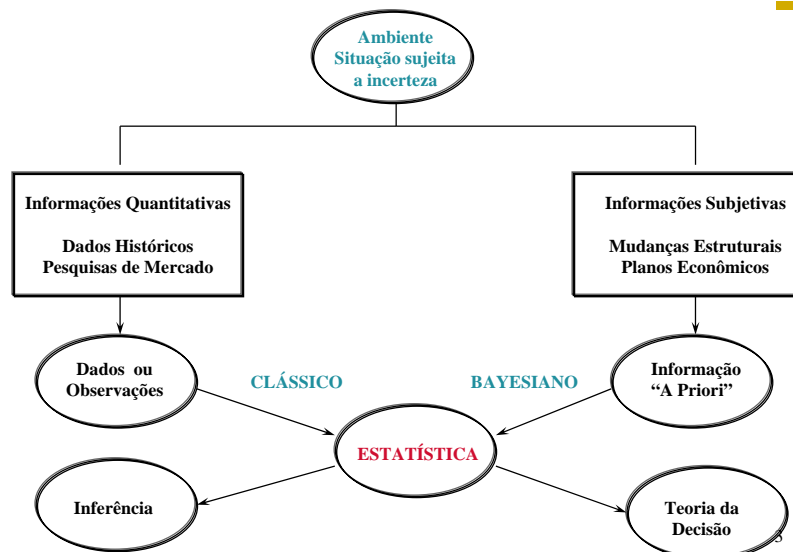 Ambiente
Situação sujeita
a incerteza
Informações Quantitativas
Dados Históricos
Pesquisas de Mercado
Informações Subjetivas
Mudanças Estruturais
Planos Econômicos
Dados ou
Observações
CLÁSSICO
BAYESIANO
Informação
“A Priori”
ESTATÍSTICA
Inferência
Teoria da
Decisão
3